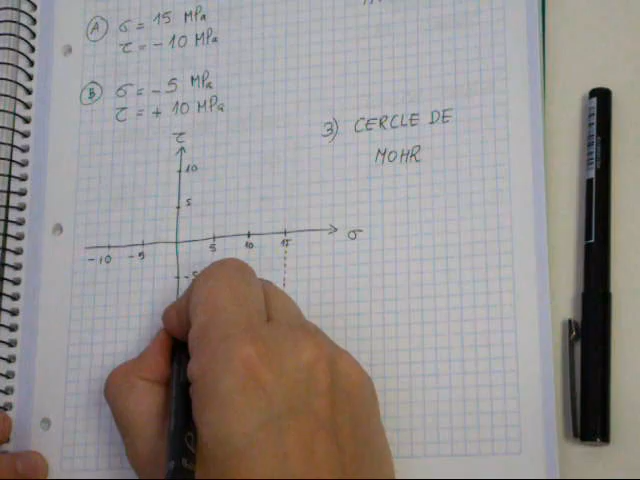 A σ = 15 MPa
τ = -10 MPa
B σ = -5 MPa
τ = + 10 MPa
3) CERCLE DE
MOHR
τ
10
5
-10 -5 5 10 15 σ
-5